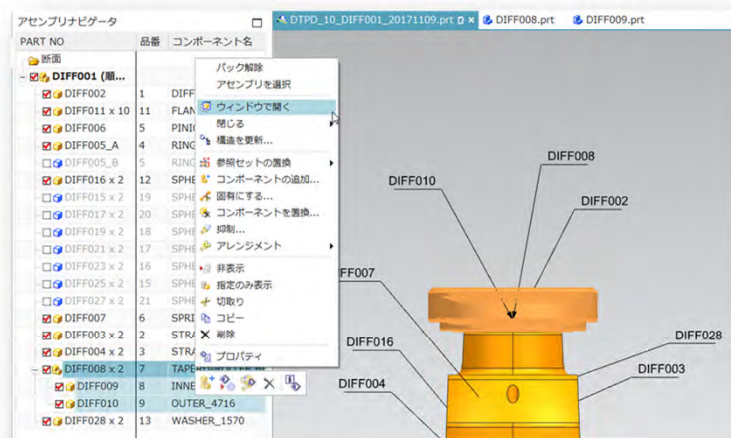 アセンブリナビゲータ
DTPD_10_DIFF001_20171109.prt
DIFF008.prt
DIFF009.prt
PART NO 品番 コンポーネント名
断面
DIFF001 (順...
DIFF002 1 DIFF
DIFF011 x 10 11 FLAN
DIFF006 5 PINI
DIFF005_A 4 RING
DIFF005_B 5 RING
DIFF016 x 2 12 SPHE
DIFF015 x 2 19 SPHE
DIFF017 x 2 20 SPHE
DIFF019 x 2 18 SPHE
DIFF021 x 2 17 SPHE
DIFF023 x 2 16 SPHE
DIFF025 x 2 15 SPHE
DIFF027 x 2 21 SPHE
DIFF007 6 SPRI
DIFF003 x 2 2 STRA
DIFF004 x 2 3 STRA
DIFF008 x 2 7
DIFF009 8 INNE
DIFF010 9 OUTER_4716
DIFF028 x 2 13 WASHER_1570
パック解除
アセンブリを選択
ウィンドウで開く
閉じる
構造を更新...
参照セットの置換
コンポーネントの追加...
固有にする...
コンポーネントを置換...
抑制...
アレンジメント
非表示
指定のみ表示
切取り
コピー
削除
プロパティ
DIFF008
DIFF010
DIFF002
FF007
DIFF016
DIFF028
DIFF003
DIFF004